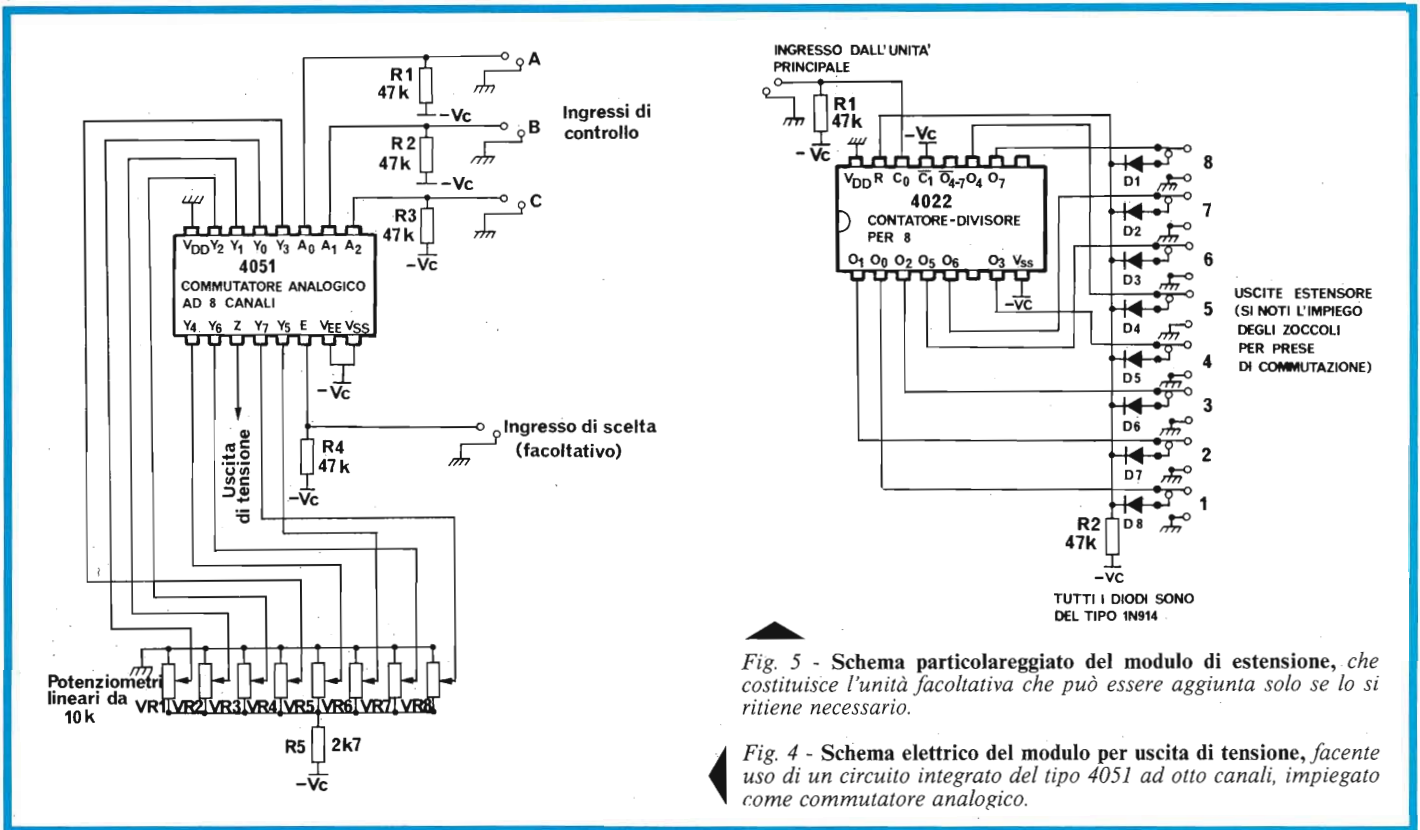 A
R1
47k
-Vc
B
Ingressi di
controllo
R2
47k
-Vc
C
R3
47k
-Vc
VDD Y2 Y1 Y0 Y3 A0 A1 A2
4051
COMMUTATORE ANALOGICO
AD 8 CANALI
Y4 Y6 Z Y7 Y5 E VEE VSS
-Vc
Uscita
di tensione
Ingresso di scelta
(facoltativo)
R4
47k
-Vc
Potenziometri
lineari da
10k
VR1 VR2 VR3 VR4 VR5 VR6 VR7 VR8
R5 2k7
-Vc
INGRESSO DALL'UNITA'
PRINCIPALE
R1
47k
-Vc
-Vc
VDD R C0 C̅1 O̅4-7 O4 O7
4022
CONTATORE-DIVISORE
PER 8
O1 O0 O2 O5 O6 O3 VSS
-Vc
D1 8
D2 7
D3 6
D4 5
D5 4
D6 3
D7 2
D8 1
USCITE ESTENSORE
(SI NOTI L'IMPIEGO
DEGLI ZOCCOLI
PER PRESE
DI COMMUTAZIONE)
R2
47k
-Vc
TUTTI I DIODI SONO
DEL TIPO 1N914
Fig. 5 - Schema particolareggiato del modulo di estensione, che
costituisce l'unità facoltativa che può essere aggiunta solo se lo si
ritiene necessario.
Fig. 4 - Schema elettrico del modulo per uscita di tensione, facente
uso di un circuito integrato del tipo 4051 ad otto canali, impiegato
come commutatore analogico.